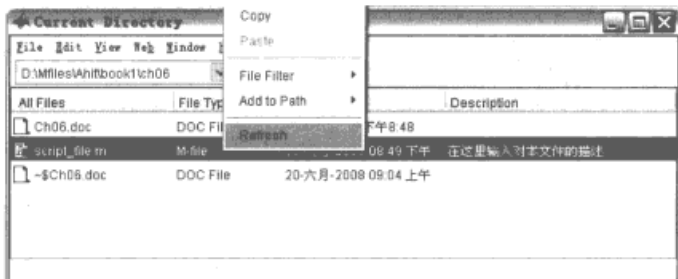 Current Directory
File Edit View Web Window
D:\Mfiles\Ahift\book1\ch06
All Files File Typ Description
Ch06.doc DOC Fil 下午8:48
script_file.m M-file 08:49 下午 在这里输入对本文件的描述
~$Ch06.doc DOC File 20-六月-2008 09:04 上午
Copy
Paste
File Filter
Add to Path
Refresh